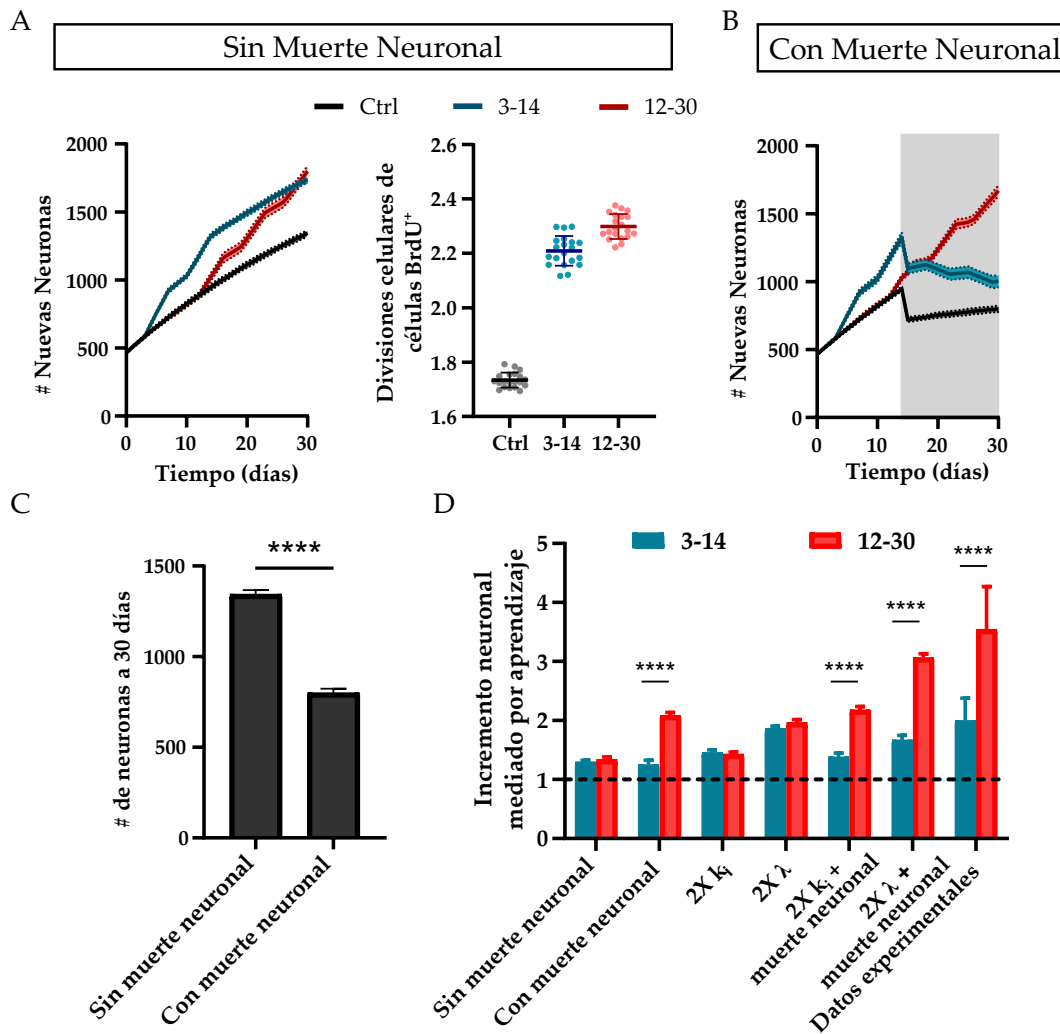 A
Sin Muerte Neuronal
B
Con Muerte Neuronal
Ctrl 3-14 12-30
# Nuevas Neuronas
2000
1500
1000
500
0
0 10 20 30
Tiempo (días)
Divisiones celulares de
células BrdU⁺
2.6
2.4
2.2
2.0
1.8
1.6
Ctrl 3-14 12-30
# Nuevas Neuronas
2000
1500
1000
500
0
0 10 20 30
Tiempo (días)
C
# de neuronas a 30 días
1500
1000
500
0
****
Sin muerte neuronal
Con muerte neuronal
D
3-14 12-30
Incremento neuronal
mediado por aprendizaje
5
4
3
2
1
0
****
****
****
****
Sin muerte neuronal
Con muerte neuronal
2X kᵢ
2X λ
2X kᵢ +
muerte neuronal
2X λ +
muerte neuronal
Datos experimentales